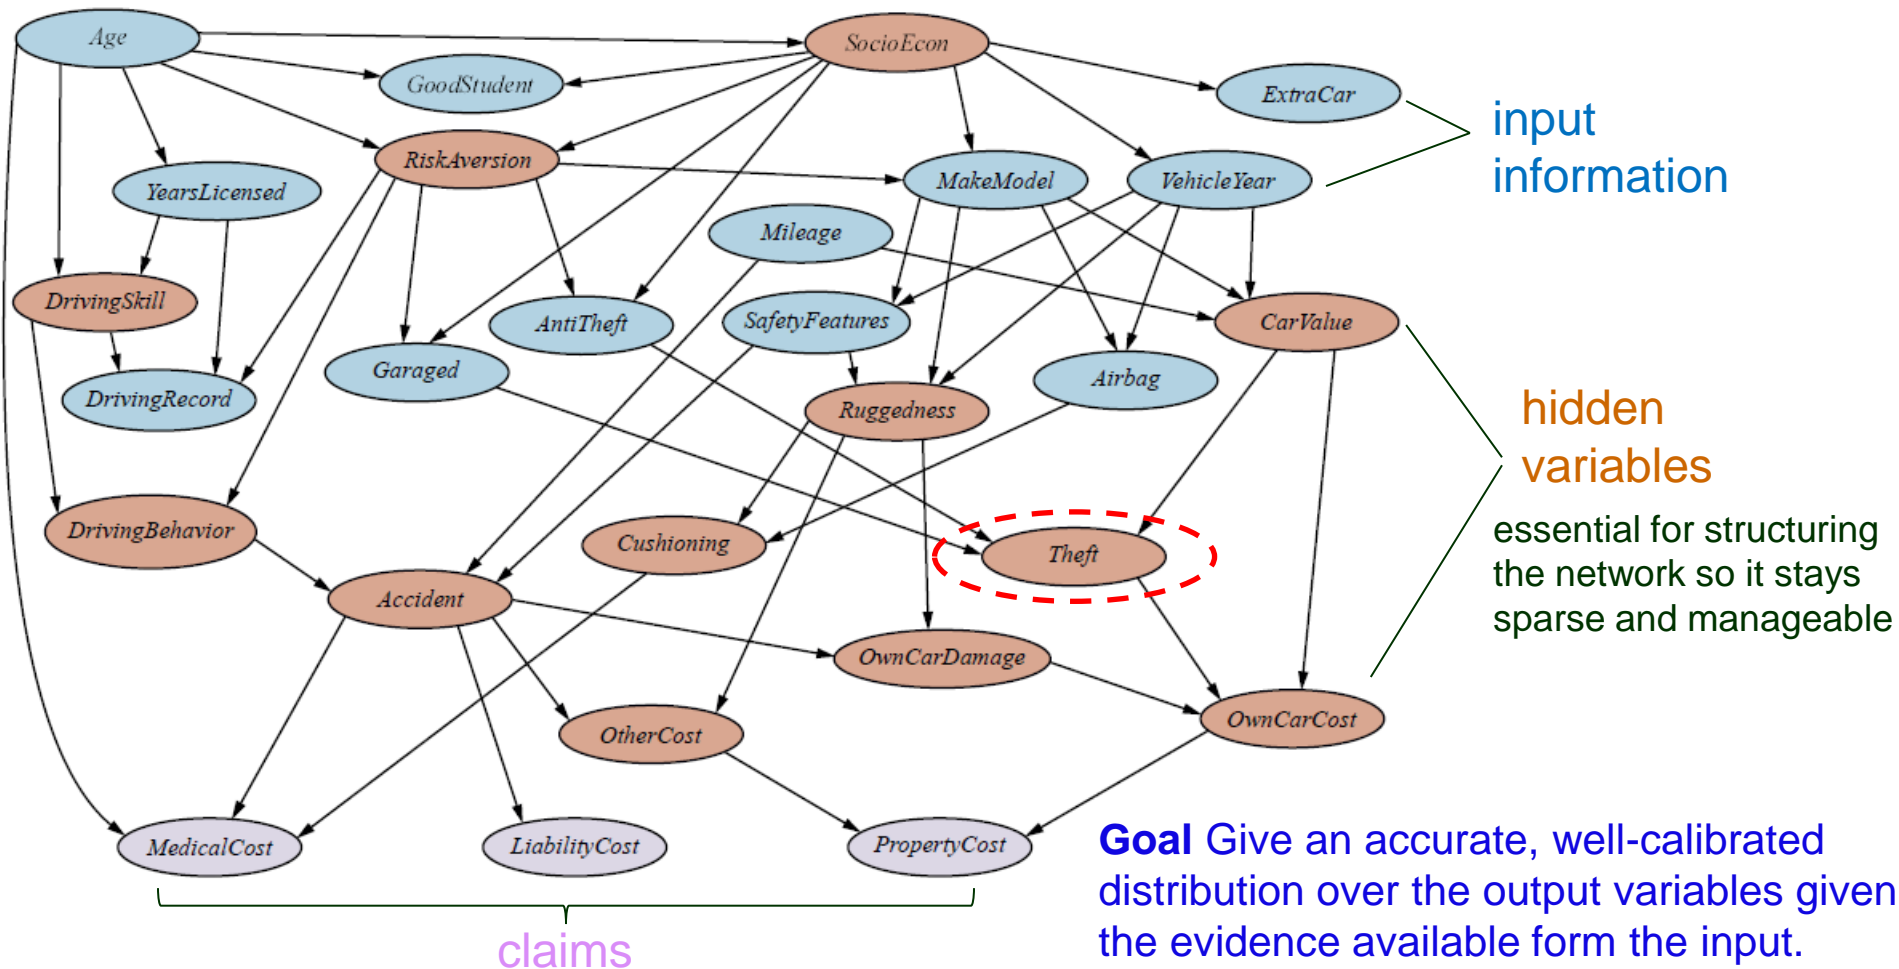 Age
SocioEcon
GoodStudent
ExtraCar
input
information
RiskAversion
MakeModel
VehicleYear
YearsLicensed
Mileage
DrivingSkill
AntiTheft
SafetyFeatures
CarValue
Garaged
Airbag
DrivingRecord
Ruggedness
hidden
variables
essential for structuring
the network so it stays
sparse and manageable
DrivingBehavior
Cushioning
Theft
Accident
OwnCarDamage
OwnCarCost
OtherCost
MedicalCost
LiabilityCost
PropertyCost
claims
Goal Give an accurate, well-calibrated
distribution over the output variables given
the evidence available form the input.